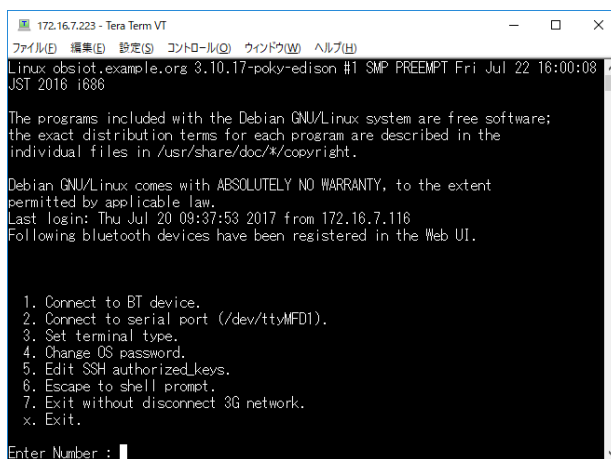 172.16.7.223 - Tera Term VT
ファイル(F) 編集(E) 設定(S) コントロール(O) ウィンドウ(W) ヘルプ(H)
Linux obsiot.example.org 3.10.17-poky-edison #1 SMP PREEMPT Fri Jul 22 16:00:08
JST 2016 i686
The programs included with the Debian GNU/Linux system are free software;
the exact distribution terms for each program are described in the
individual files in /usr/share/doc/*/copyright.
Debian GNU/Linux comes with ABSOLUTELY NO WARRANTY, to the extent
permitted by applicable law.
Last login: Thu Jul 20 09:37:53 2017 from 172.16.7.116
Following bluetooth devices have been registered in the Web UI.
1. Connect to BT device.
2. Connect to serial port (/dev/ttyMFD1).
3. Set terminal type.
4. Change OS password.
5. Edit SSH authorized_keys.
6. Escape to shell prompt.
7. Exit without disconnect 3G network.
x. Exit.
Enter Number :